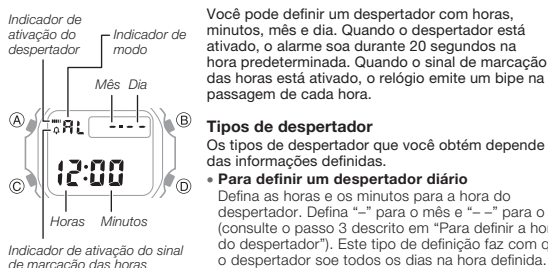 Indicador de
ativação do
despertador
Indicador de
modo
Mês Dia
A
B
AL
- -- -
12:00
C
D
Horas Minutos
Indicador de ativação do sinal
de marcação das horas
Você pode definir um despertador com horas,
minutos, mês e dia. Quando o despertador está
ativado, o alarme soa durante 20 segundos na
hora predeterminada. Quando o sinal de marcação
das horas está ativado, o relógio emite um bipe na
passagem de cada hora.
Tipos de despertador
Os tipos de despertador que você obtém depende
das informações definidas.
• Para definir um despertador diário
Defina as horas e os minutos para a hora do
despertador. Defina “–” para o mês e “– –” para o
(consulte o passo 3 descrito em “Para definir a
do despertador”). Este tipo de definição faz com
o despertador soe todos os dias na hora definida.